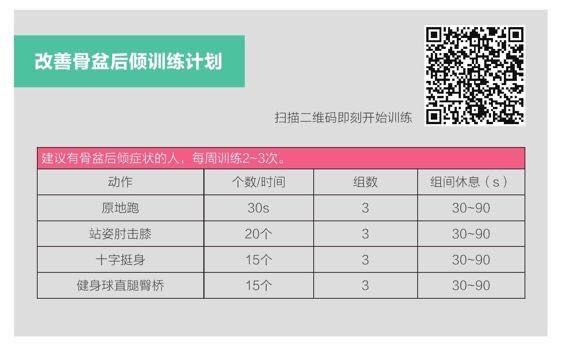 改善骨盆后倾训练计划
扫描二维码即刻开始训练
建议有骨盆后倾症状的人，每周训练2~3次。
动作 个数/时间 组数 组间休息（s）
原地跑 30s 3 30~90
站姿肘击膝 20个 3 30~90
十字挺身 15个 3 30~90
健身球直腿臀桥 15个 3 30~90